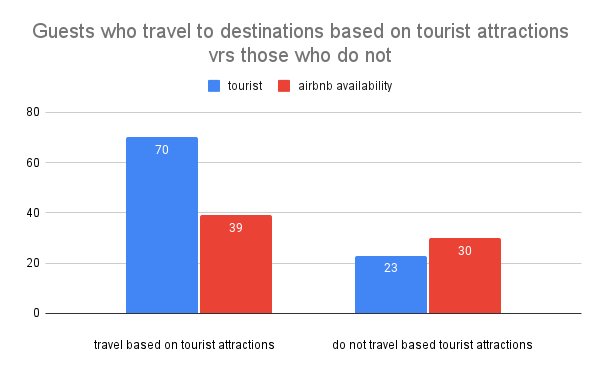 Guests who travel to destinations based on tourist attractions
vrs those who do not
tourist airbnb availability
80
60
40
20
0
70
39
23
30
travel based on tourist attractions
do not travel based tourist attractions